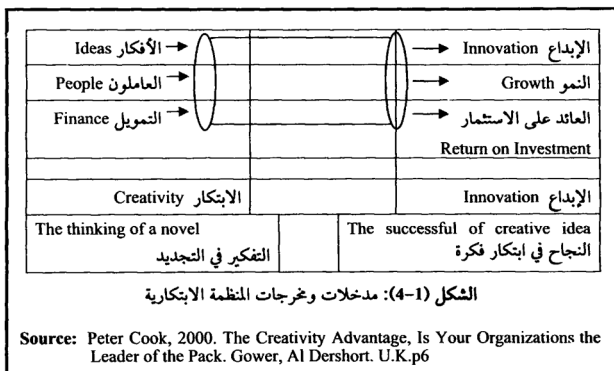 الأفكار Ideas → → Innovation الإبداع
العاملون People → → Growth النمو
التمويل Finance → → العائد على الاستثمار
Return on Investment
الابتكار Creativity الإبداع Innovation
The thinking of a novel The successful of creative idea
التفكير في التجديد النجاح في ابتكار فكرة
الشكل (1-4): مدخلات ومخرجات المنظمة الابتكارية
Source: Peter Cook, 2000. The Creativity Advantage, Is Your Organizations the
Leader of the Pack. Gower, Al Dershort. U.K.p6